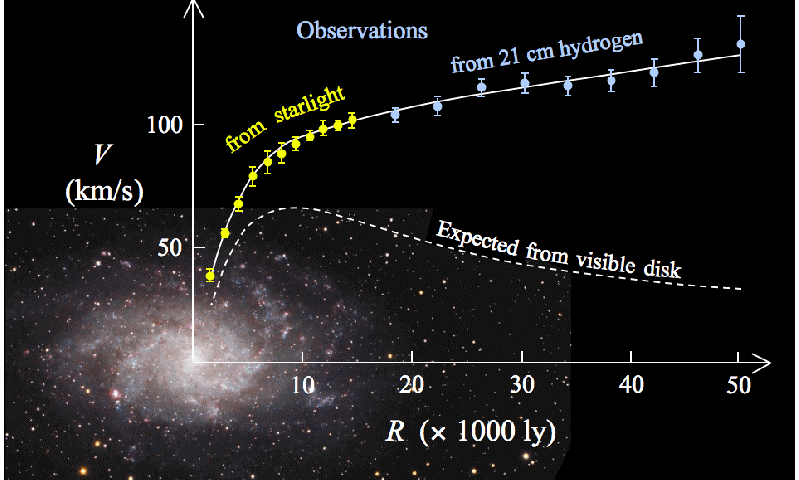 Observations
from 21 cm hydrogen
from starlight
100
V
(km/s)
50
Expected from visible disk
10
20
30
40
50
R (× 1000 ly)